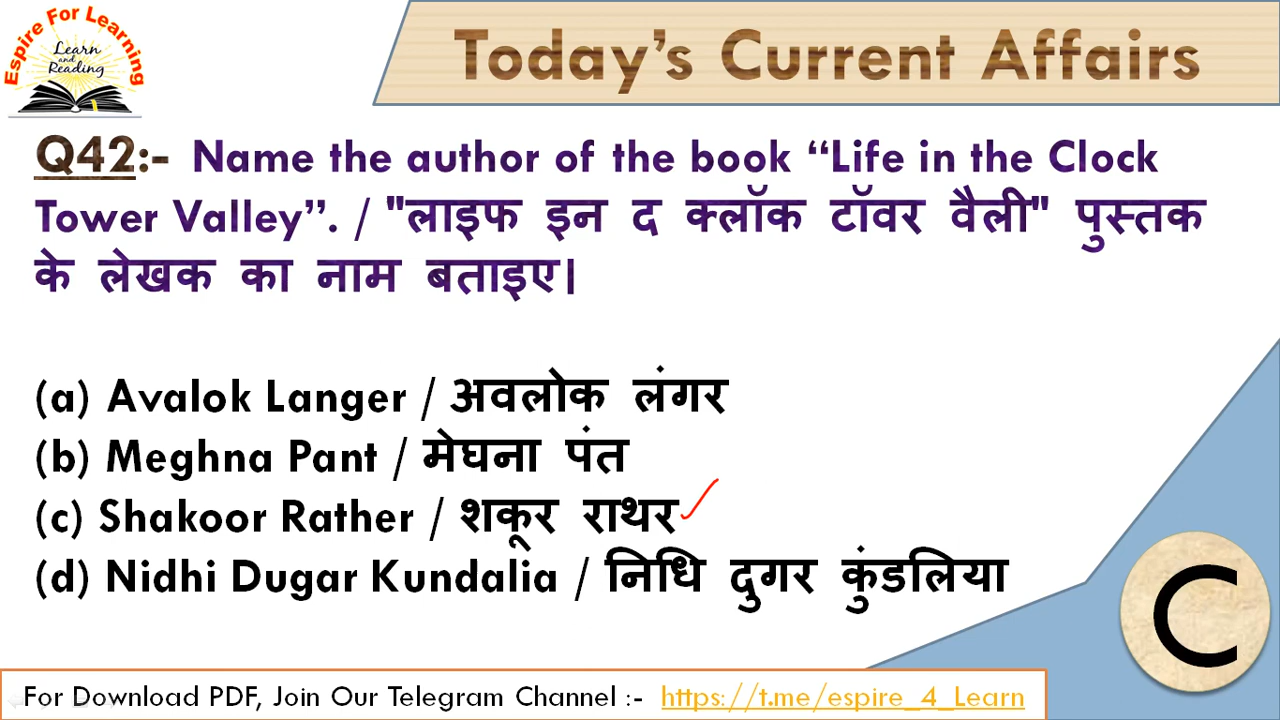 Espire For Learning
Learn
and
Reading
Today's Current Affairs
Q42:- Name the author of the book “Life in the Clock
Tower Valley”. / "लाइफ इन द क्लॉक टॉवर वैली" पुस्तक
के लेखक का नाम बताइए।
(a) Avalok Langer / अवलोक लंगर
(b) Meghna Pant / मेघना पंत
(c) Shakoor Rather / शकूर राथर
(d) Nidhi Dugar Kundalia / निधि दुगर कुंडलिया
C
For Download PDF, Join Our Telegram Channel :- https://t.me/espire_4_Learn